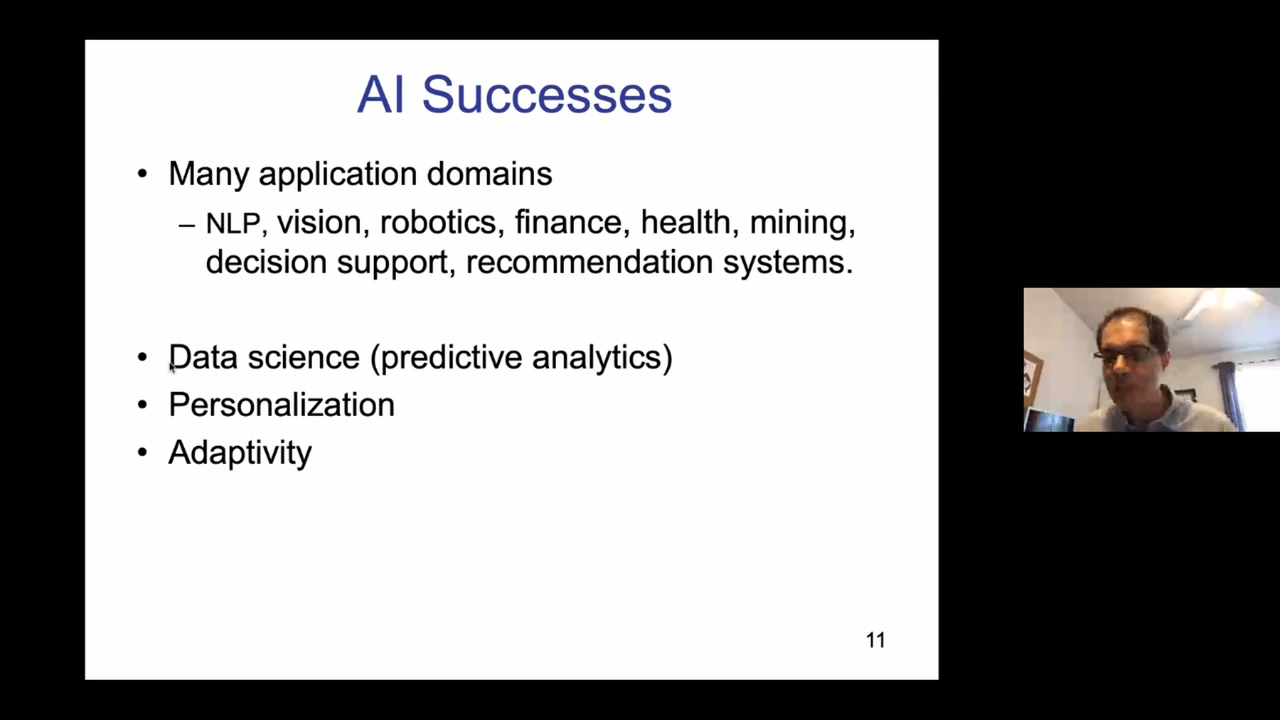 AI Successes
• Many application domains
– NLP, vision, robotics, finance, health, mining,
decision support, recommendation systems.
• Data science (predictive analytics)
• Personalization
• Adaptivity
11